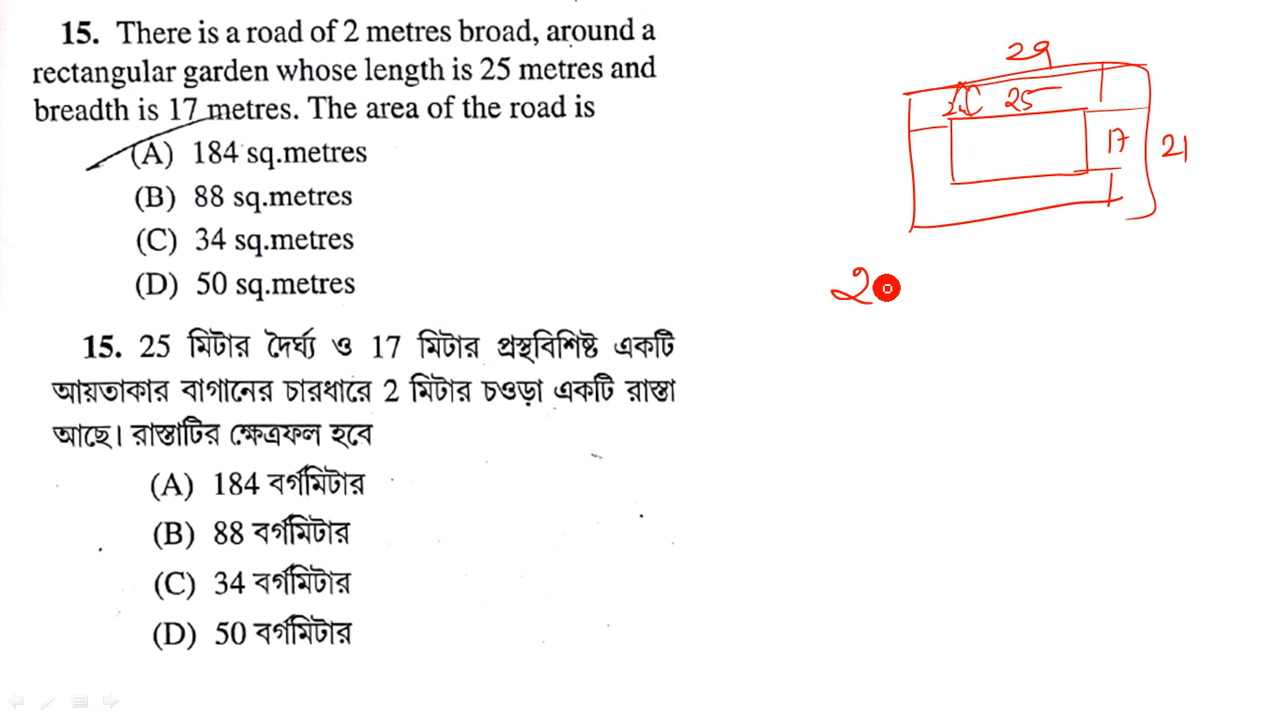 15. There is a road of 2 metres broad, around a
rectangular garden whose length is 25 metres and
breadth is 17 metres. The area of the road is
(A) 184 sq.metres
(B) 88 sq.metres
(C) 34 sq.metres
(D) 50 sq.metres
15. 25 মিটার দৈর্ঘ্য ও 17 মিটার প্রস্থবিশিষ্ট একটি
আয়তাকার বাগানের চারধারে 2 মিটার চওড়া একটি রাস্তা
আছে। রাস্তাটির ক্ষেত্রফল হবে
(A) 184 বর্গমিটার
(B) 88 বর্গমিটার
(C) 34 বর্গমিটার
(D) 50 বর্গমিটার
29
25
17
21
2